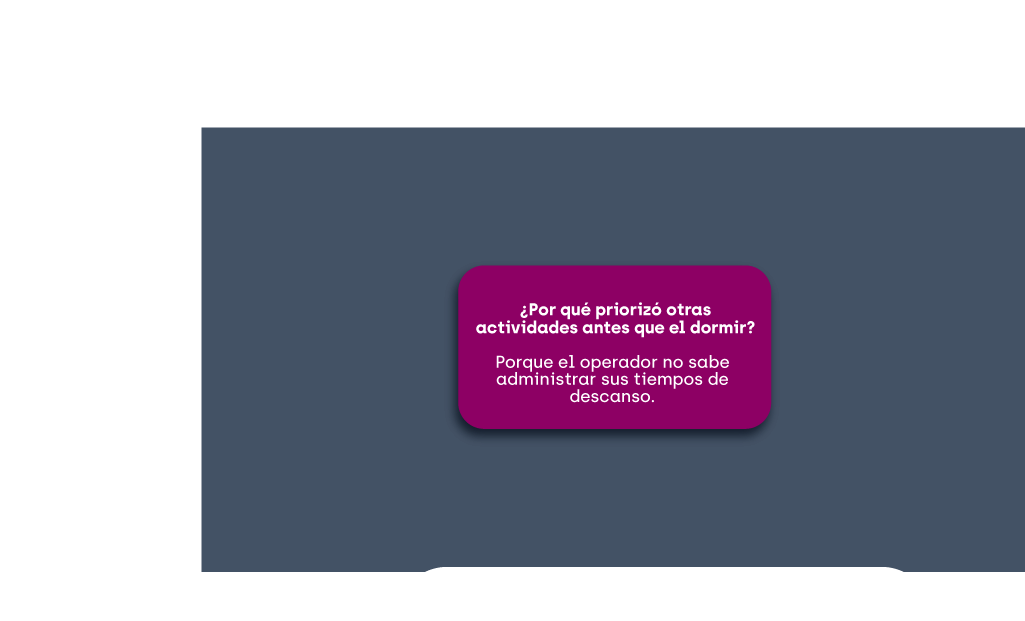 ¿Por qué priorizó otras
actividades antes que el dormir?
Porque el operador no sabe
administrar sus tiempos de
descanso.